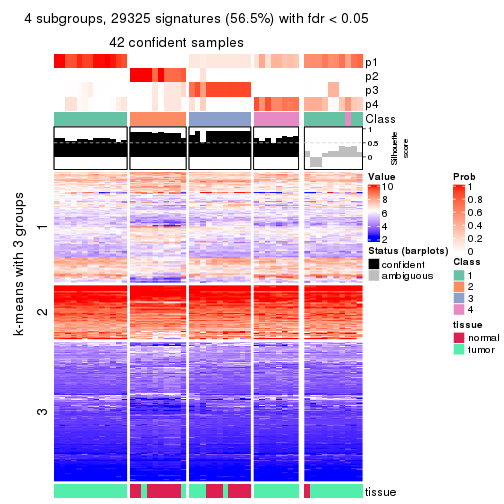 4 subgroups, 29325 signatures (56.5%) with fdr < 0.05
42 confident samples
p1
p2
p3
p4
Class
1
0.5
0
Silhouette
score
k-means with 3 groups
1
2
3
tissue
Value
10
8
6
4
2
Status (barplots)
confident
ambiguous
Prob
1
0.8
0.6
0.4
0.2
0
Class
1
2
3
4
tissue
normal
tumor